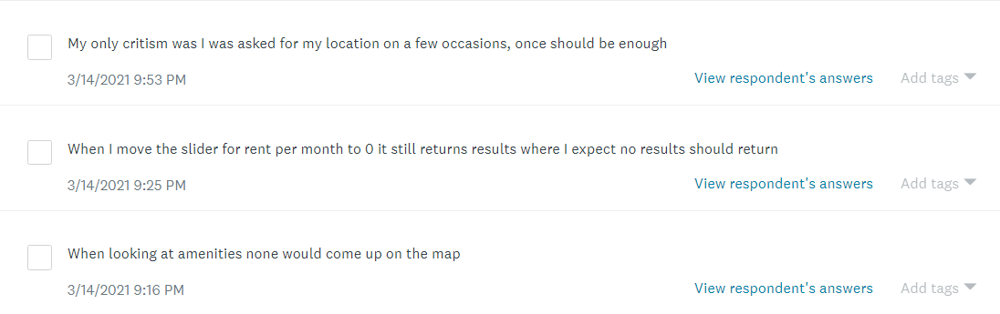 My only critism was I was asked for my location on a few occasions, once should be enough
3/14/2021 9:53 PM View respondent's answers Add tags
When I move the slider for rent per month to 0 it still returns results where I expect no results should return
3/14/2021 9:25 PM View respondent's answers Add tags
When looking at amenities none would come up on the map
3/14/2021 9:16 PM View respondent's answers Add tags